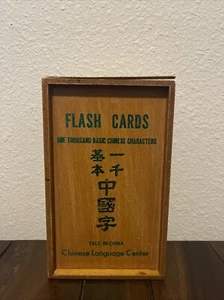 FLASH CARDS
ONE THOUSAND BASIC CHINESE CHARACTERS
一千
基本
中國字
YALE-IN-CHINA
Chinese Language Center